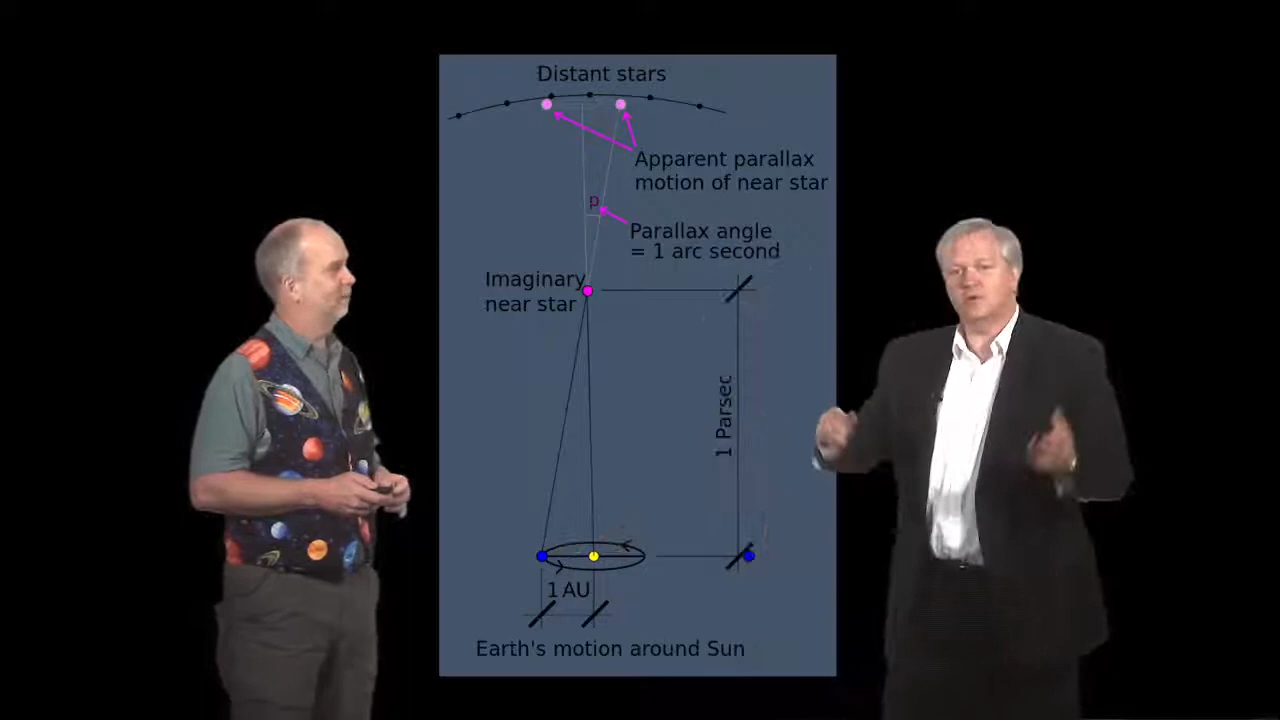 Distant stars
Apparent parallax
motion of near star
p
Parallax angle
= 1 arc second
Imaginary
near star
1 Parsec
1 AU
Earth's motion around Sun